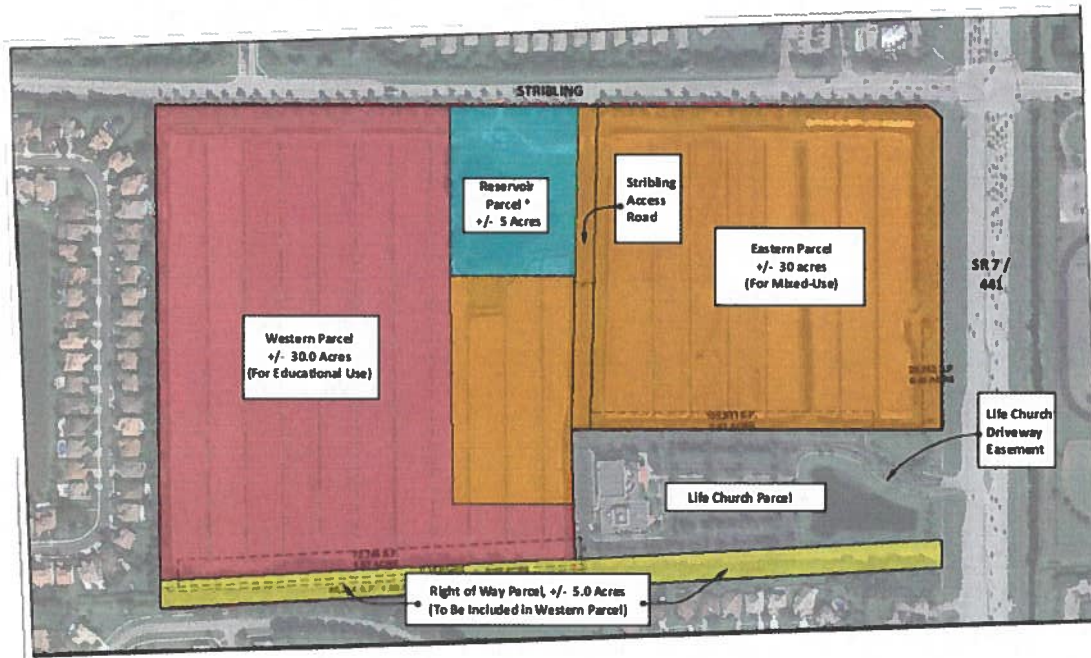 STRIBLING
Reservoir
Parcel *
+/- 5 Acres
Stribling
Access
Road
Eastern Parcel
+/- 30 acres
(For Mixed-Use)
SR 7 /
441
Western Parcel
+/- 30.0 Acres
(For Educational Use)
Life Church
Driveway
Easement
Life Church Parcel
Right of Way Parcel, +/- 5.0 Acres
(To Be Included in Western Parcel)